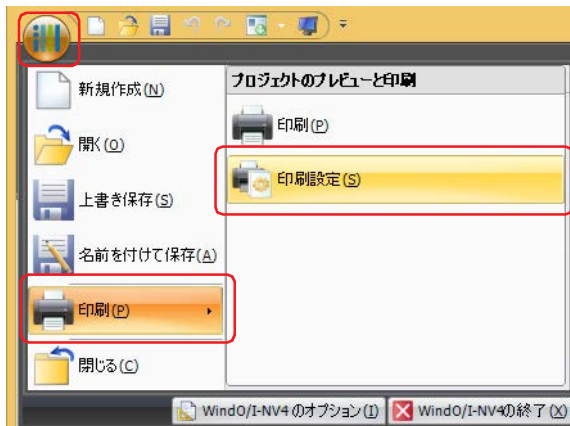 新規作成(N)
開く(O)
上書き保存(S)
名前を付けて保存(A)
印刷(P)
閉じる(C)
プロジェクトのプレビューと印刷
印刷(P)
印刷設定(S)
WindO/I-NV4 のオプション(I)
WindO/I-NV4の終了(X)